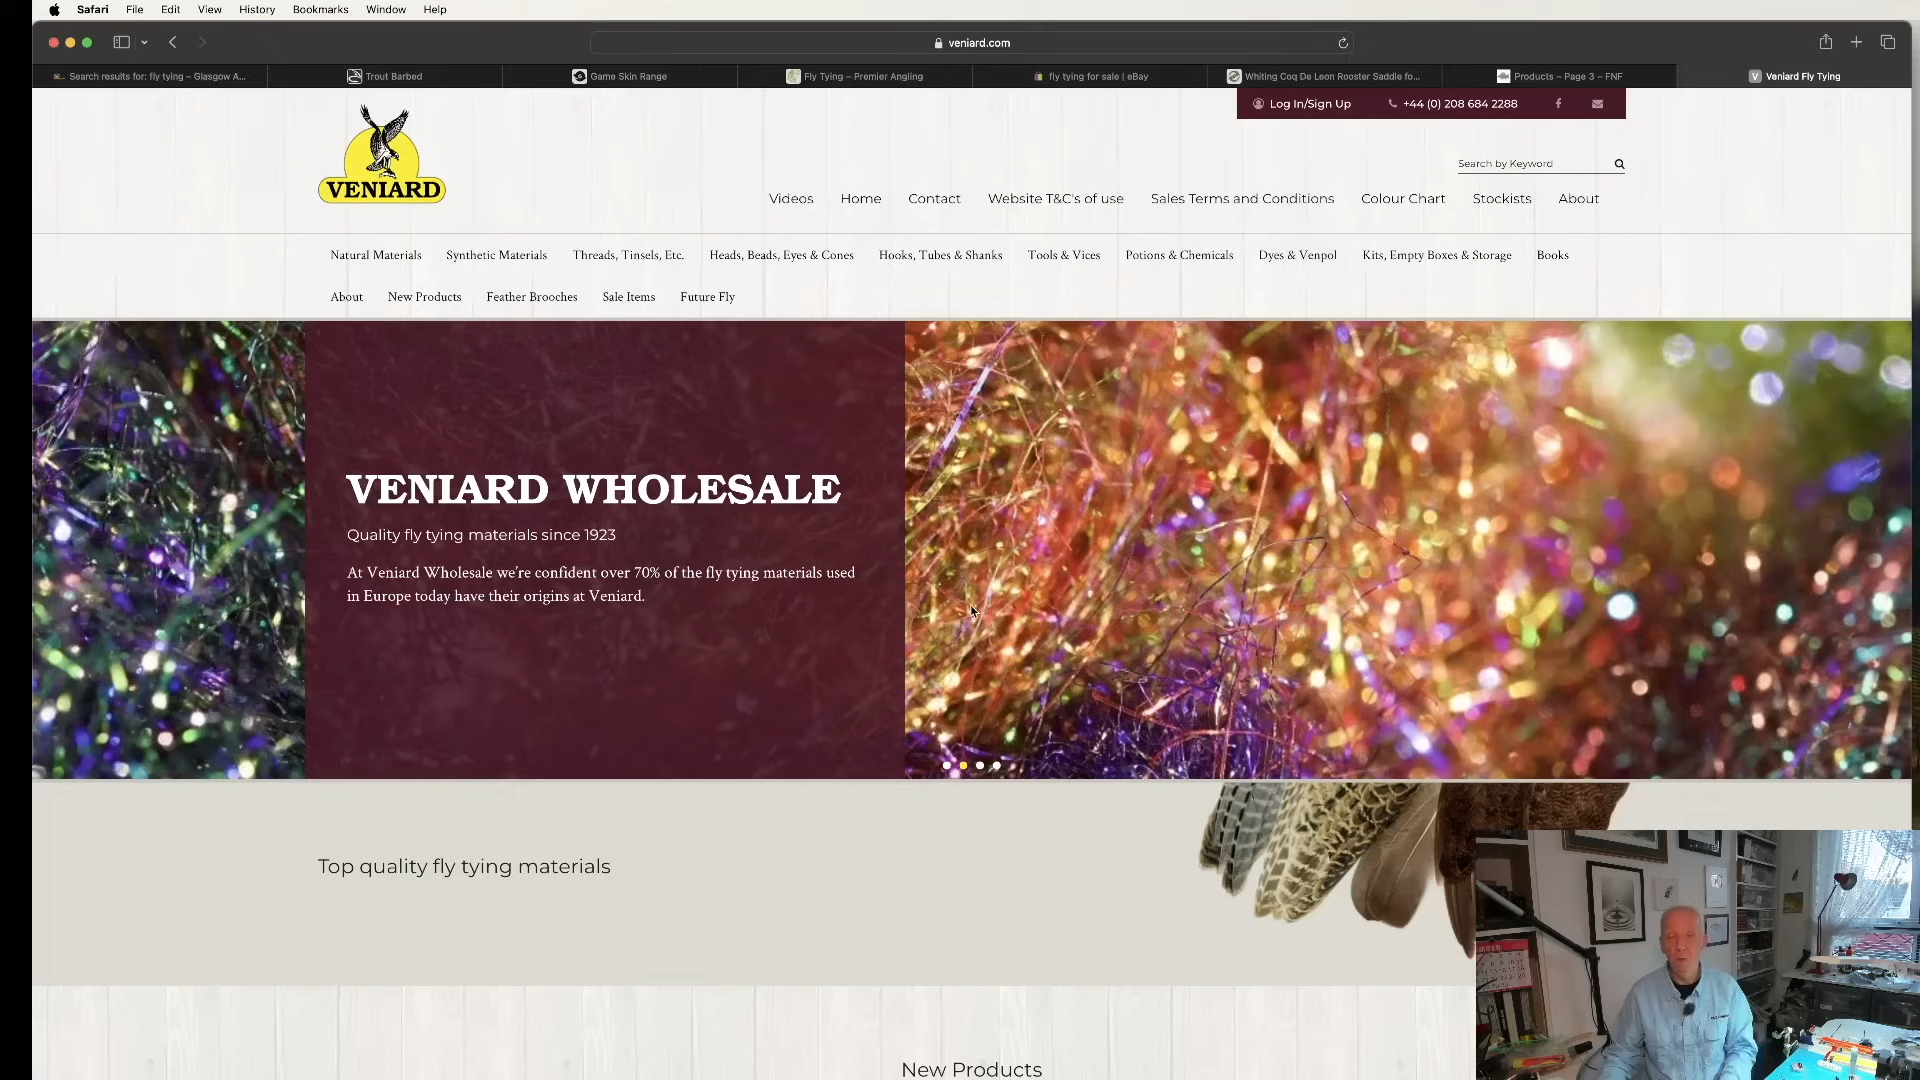 Safari File Edit View History Bookmarks Window Help
veniard.com
Search results for: fly tying – Glasgow A...
Trout Barbed
Game Skin Range
Fly Tying – Premier Angling
fly tying for sale | eBay
Whiting Coq De Leon Rooster Saddle fo...
Products – Page 3 – FNF
V Veniard Fly Tying
Log In/Sign Up +44 (0) 208 684 2288
VENIARD
Search by Keyword
Videos Home Contact Website T&C's of use Sales Terms and Conditions Colour Chart Stockists About
Natural Materials Synthetic Materials Threads, Tinsels, Etc. Heads, Beads, Eyes & Cones Hooks, Tubes & Shanks Tools & Vices Potions & Chemicals Dyes & Venpol Kits, Empty Boxes & Storage Books
About New Products Feather Brooches Sale Items Future Fly
VENIARD WHOLESALE
Quality fly tying materials since 1923
At Veniard Wholesale we're confident over 70% of the fly tying materials used
in Europe today have their origins at Veniard.
Top quality fly tying materials
New Products